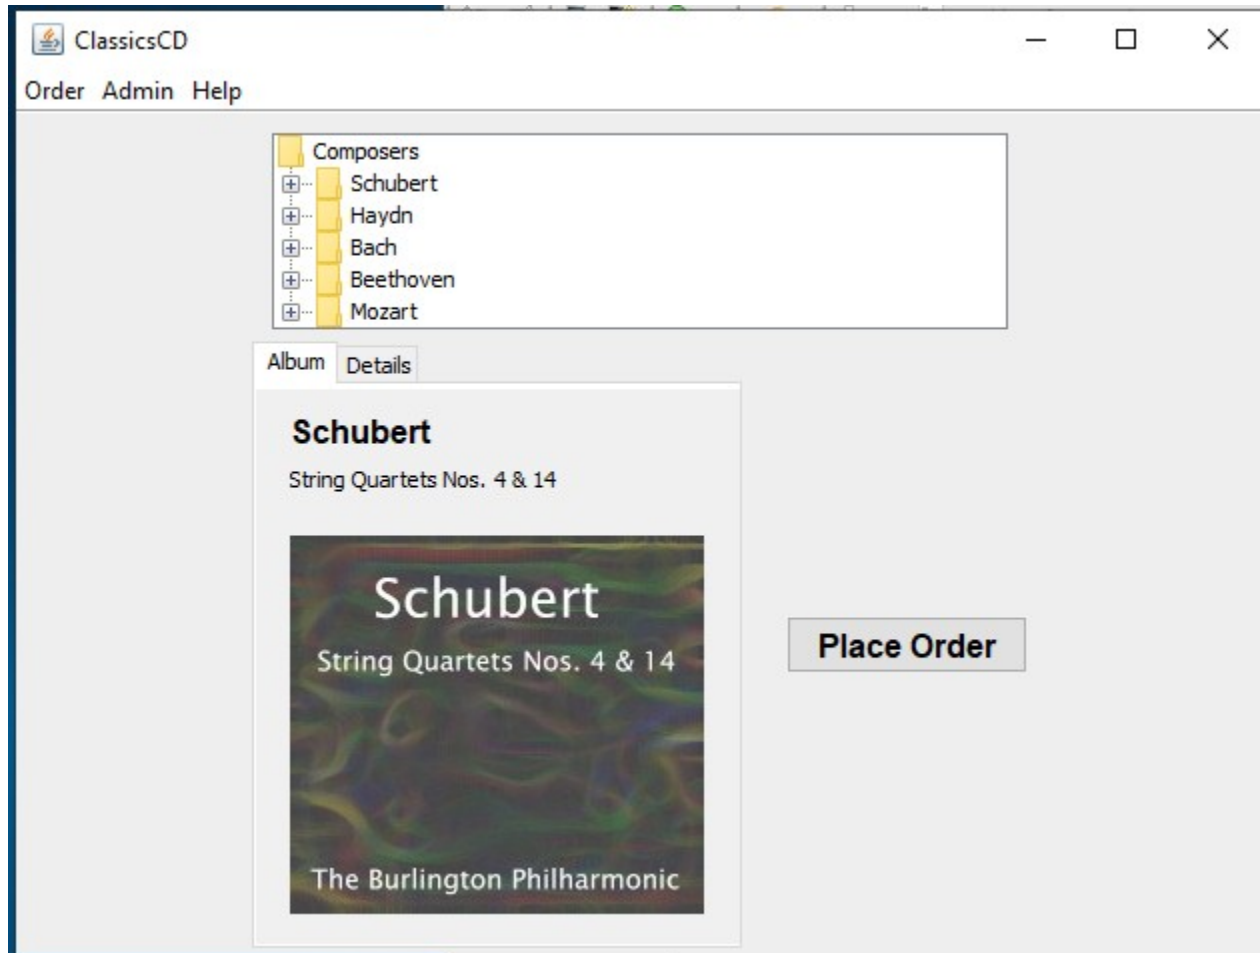 ClassicsCD
Order Admin Help
Composers
Schubert
Haydn
Bach
Beethoven
Mozart
Album Details
Schubert
String Quartets Nos. 4 & 14
Schubert
String Quartets Nos. 4 & 14
The Burlington Philharmonic
Place Order